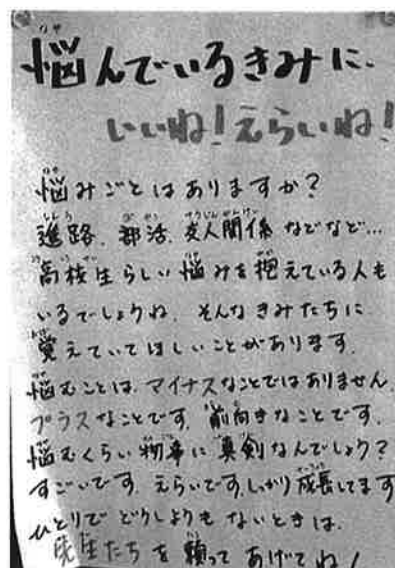 悩んでいるきみに.
いいね!えらいね!
悩みごとはありますか?
進路、部活、友人関係などなど…
高校生らしい悩みを抱えている人も
いるでしょうね、そんなきみたちに
覚えていてほしいことがあります.
悩むことは、マイナスなことではありません.
プラスなことです、前向きなことです.
悩むくらい物事に真剣なんでしょう?
すごいです、えらいです、しっかり成長してます
ひとりでどうしようもないときは、
先生たちを頼ってあげてね!